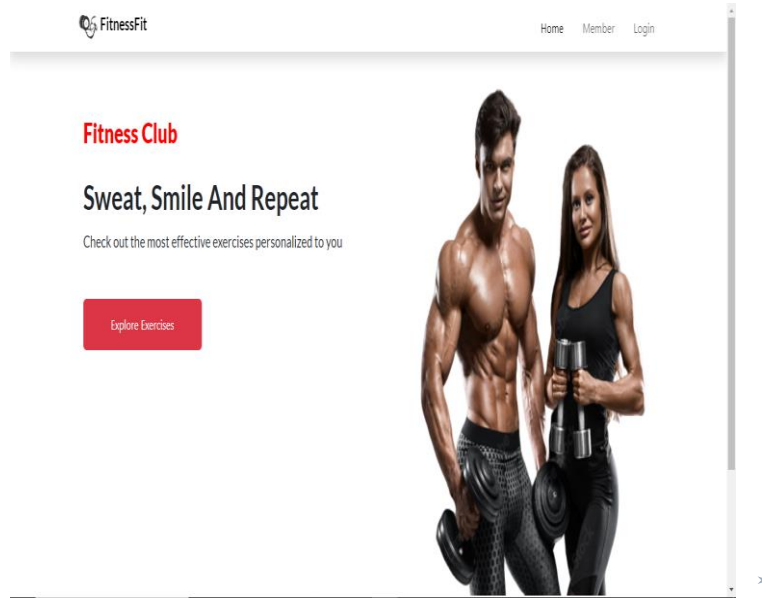 FitnessFit
Home Member Login
Fitness Club
Sweat, Smile And Repeat
Check out the most effective exercises personalized to you
Explore Exercises